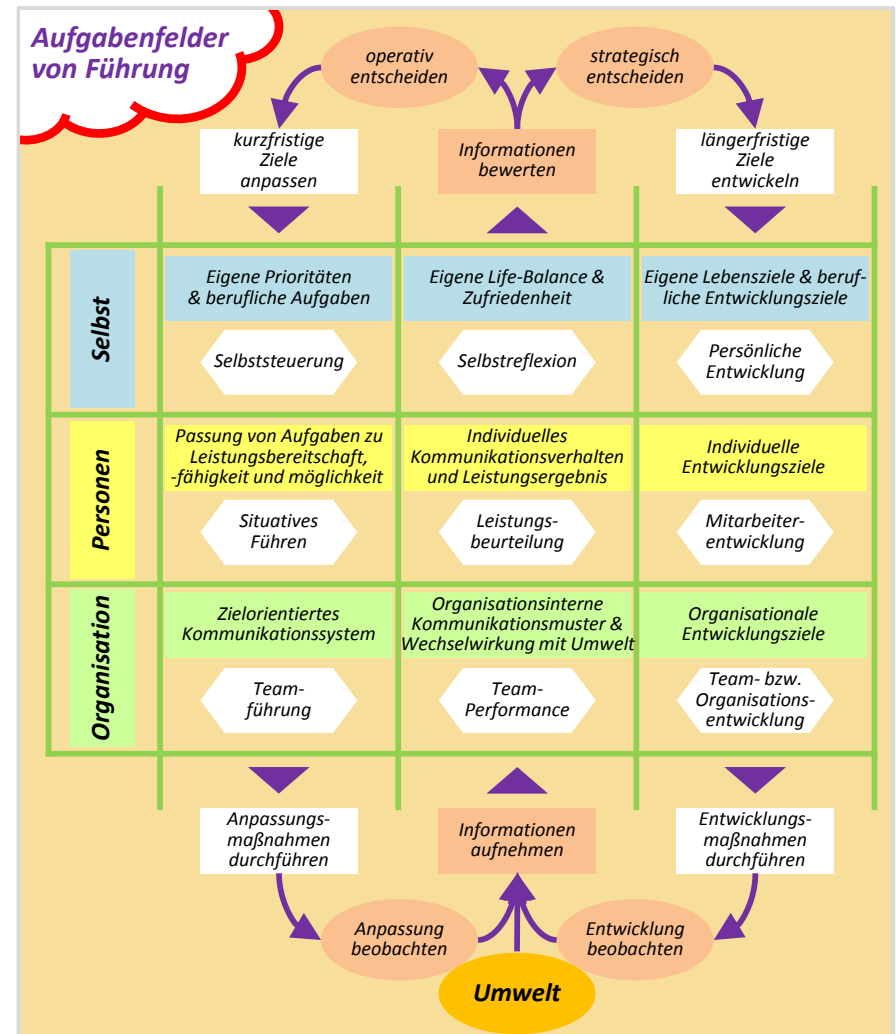 Aufgabenfelder
von Führung
operativ
entscheiden
strategisch
entscheiden
kurzfristige
Ziele
anpassen
Informationen
bewerten
längerfristige
Ziele
entwickeln
Selbst
Eigene Prioritäten
& berufliche Aufgaben
Eigene Life-Balance &
Zufriedenheit
Eigene Lebensziele & beruf-
liche Entwicklungsziele
Selbststeuerung
Selbstreflexion
Persönliche
Entwicklung
Personen
Passung von Aufgaben zu
Leistungsbereitschaft,
-fähigkeit und möglichkeit
Individuelles
Kommunikationsverhalten
und Leistungsergebnis
Individuelle
Entwicklungsziele
Situatives
Führen
Leistungs-
beurteilung
Mitarbeiter-
entwicklung
Organisation
Zielorientiertes
Kommunikationssystem
Organisationsinterne
Kommunikationsmuster &
Wechselwirkung mit Umwelt
Organisationale
Entwicklungsziele
Team-
führung
Team-
Performance
Team- bzw.
Organisations-
entwicklung
Anpassungs-
maßnahmen
durchführen
Informationen
aufnehmen
Entwicklungs-
maßnahmen
durchführen
Anpassung
beobachten
Entwicklung
beobachten
Umwelt